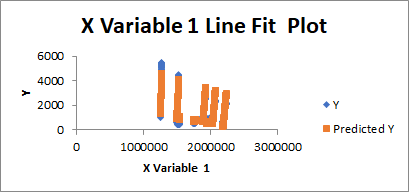 X Variable 1 Line Fit Plot
6000
4000
2000
0
Y
0 1000000 2000000 3000000
X Variable 1
Y
Predicted Y